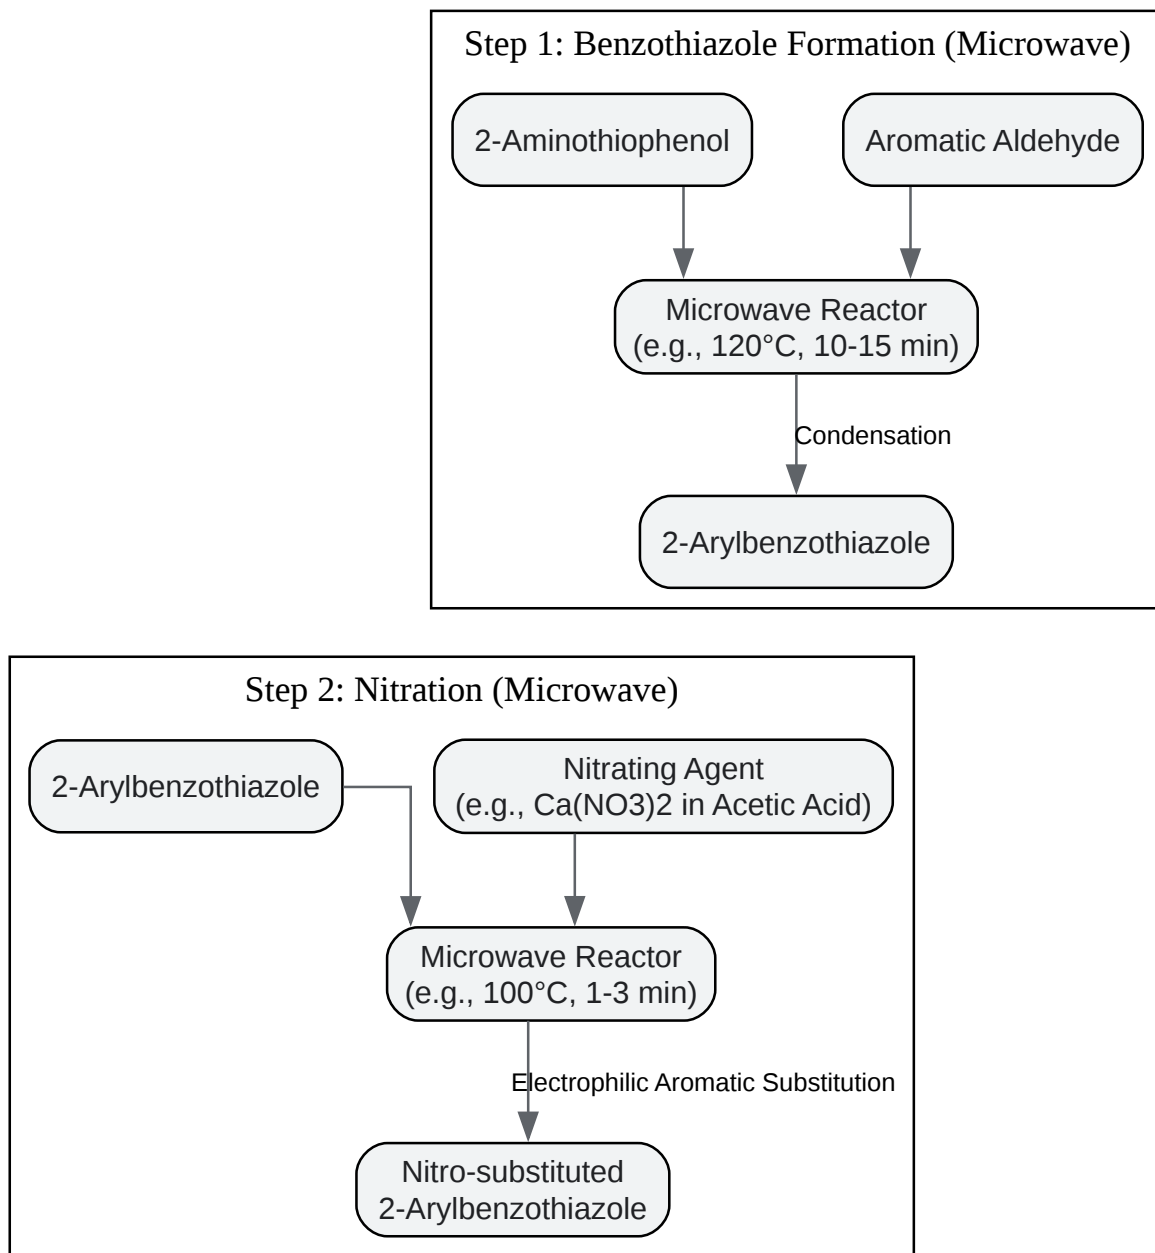 Step 1: Benzothiazole Formation (Microwave)
2-Aminothiophenol
Aromatic Aldehyde
Microwave Reactor
(e.g., 120°C, 10-15 min)
Condensation
2-Arylbenzothiazole
Step 2: Nitration (Microwave)
2-Arylbenzothiazole
Nitrating Agent
(e.g., Ca(NO3)2 in Acetic Acid)
Microwave Reactor
(e.g., 100°C, 1-3 min)
Electrophilic Aromatic Substitution
Nitro-substituted
2-Arylbenzothiazole